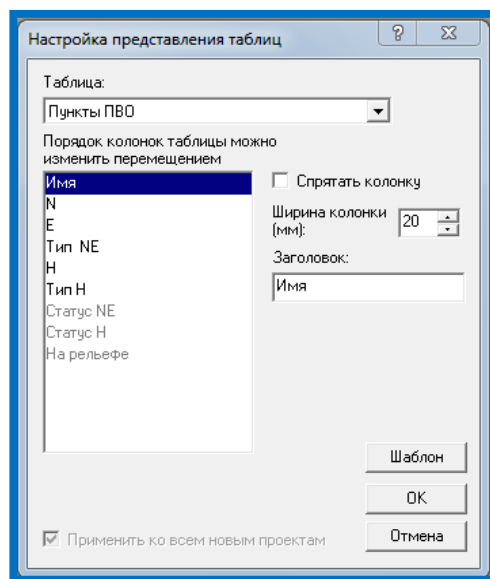 Настройка представления таблиц
Таблица:
Пункты ПВО
Порядок колонок таблицы можно
изменить перемещением
Имя
N
E
Тип NE
H
Тип H
Статус NE
Статус H
На рельефе
Спрятать колонку
Ширина колонки
(мм):
20
Заголовок:
Имя
Шаблон
OK
Применить ко всем новым проектам
Отмена